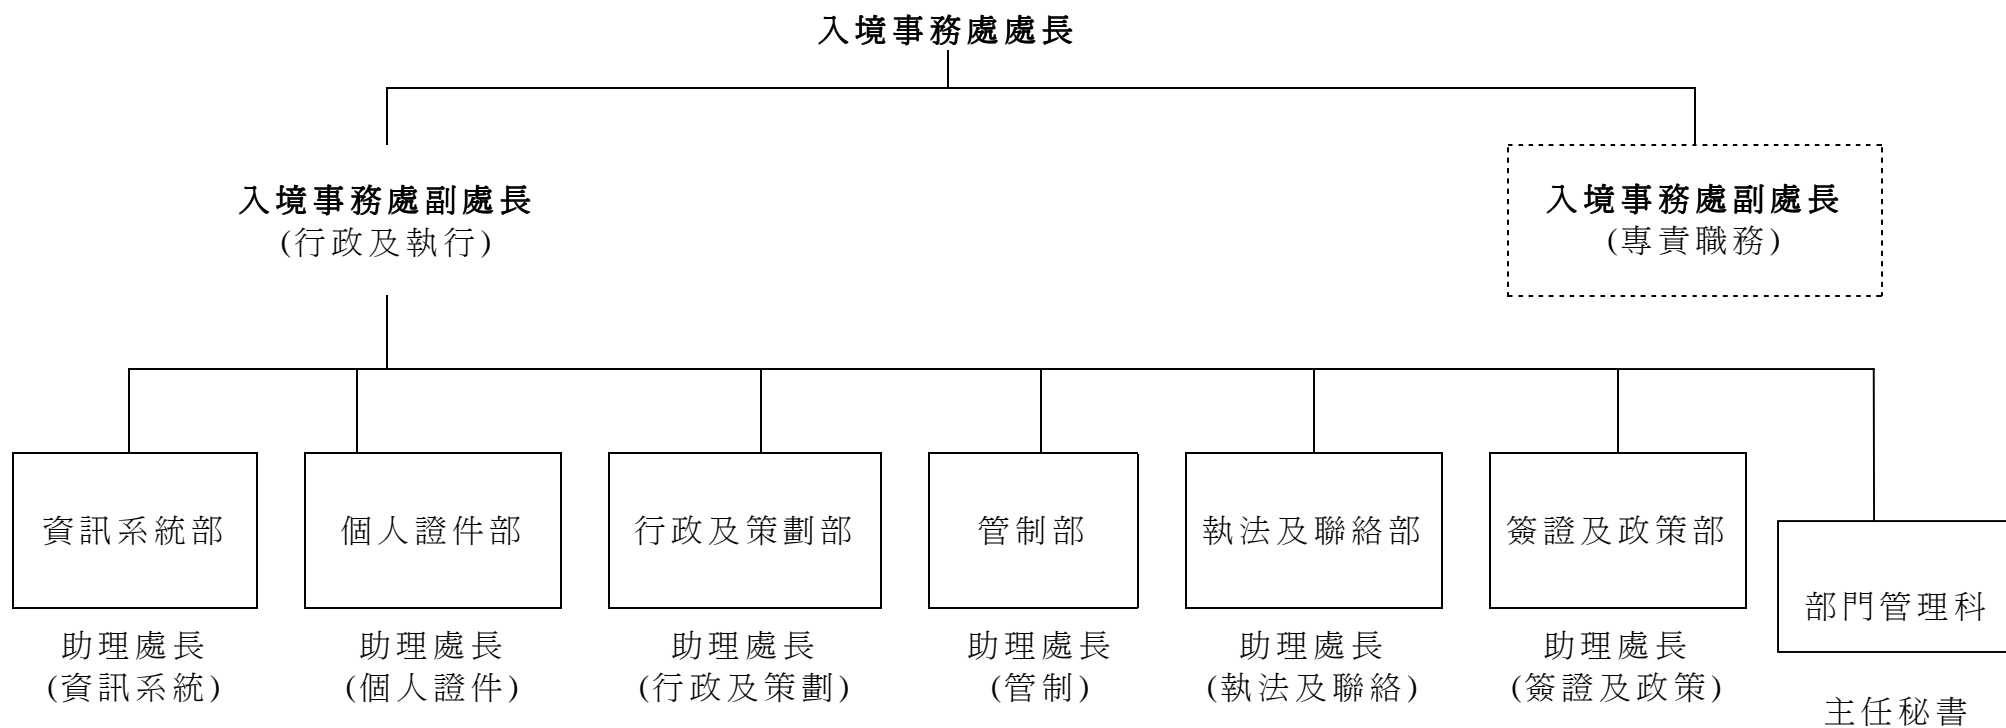 入境事務處處長
入境事務處副處長
(行政及執行)
入境事務處副處長
(專責職務)
資訊系統部
個人證件部
行政及策劃部
管制部
執法及聯絡部
簽證及政策部
部門管理科
助理處長
(資訊系統)
助理處長
(個人證件)
助理處長
(行政及策劃)
助理處長
(管制)
助理處長
(執法及聯絡)
助理處長
(簽證及政策)
主任秘書